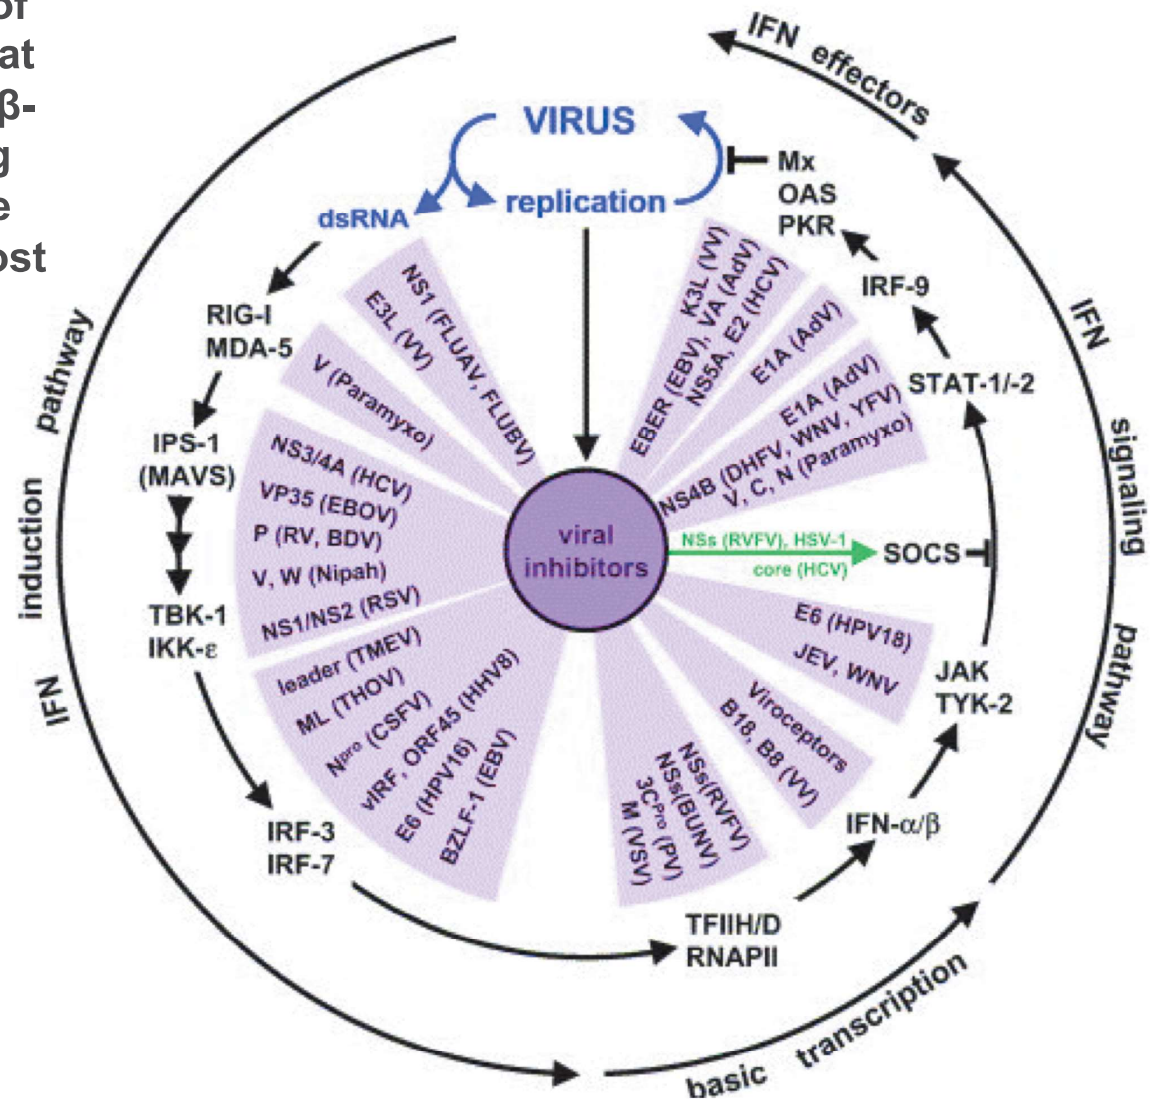 of
at
β-
g
e
ost
IFN effectors
VIRUS
replication
dsRNA
Mx
OAS
PKR
IRF-9
STAT-1/-2
IFN signaling pathway
RIG-I
MDA-5
IPS-1
(MAVS)
TBK-1
IKK-ε
IFN induction pathway
IRF-3
IRF-7
TFIIH/D
RNAPII
basic transcription
IFN-α/β
JAK
TYK-2
SOCS
viral
inhibitors
NS1 (FLUAV, FLUBV)
E3L (VV)
V (Paramyxo)
NS3/4A (HCV)
VP35 (EBOV)
P (RV, BDV)
V, W (Nipah)
NS1/NS2 (RSV)
leader (TMEV)
ML (THOV)
Npro (CSFV)
vIRF, ORF45 (HHV8)
E6 (HPV16)
BZLF-1 (EBV)
M (VSV)
3CPro (PV)
NSs(BUNV)
NSs(RVFV)
Viroceptors
B18, B8 (VV)
E6 (HPV18)
JEV, WNV
NSs (RVFV), HSV-1
core (HCV)
E1A (AdV)
NS4B (DHFV, WNV, YFV)
V, C, N (Paramyxo)
E1A (AdV)
K3L (VV)
EBER (EBV), VA (AdV)
NS5A, E2 (HCV)